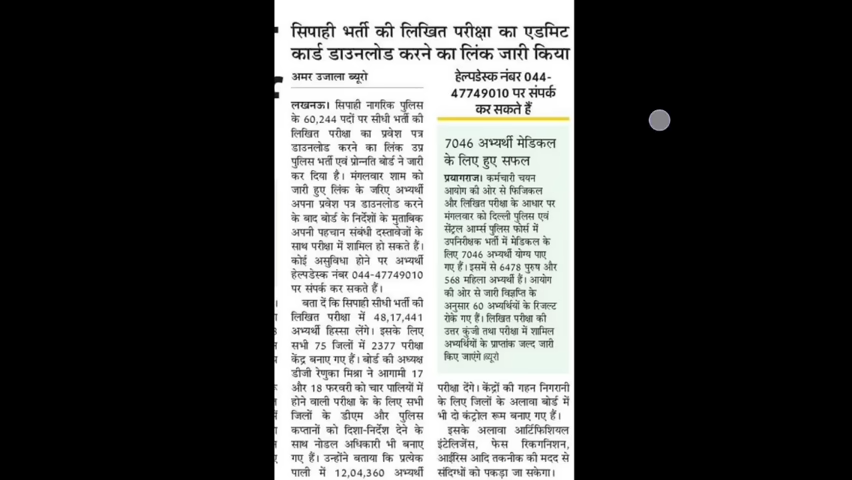 सिपाही भर्ती की लिखित परीक्षा का एडमिट
कार्ड डाउनलोड करने का लिंक जारी किया
अमर उजाला ब्यूरो
लखनऊ। सिपाही नागरिक पुलिस
के 60,244 पदों पर सीधी भर्ती की
लिखित परीक्षा का प्रवेश पत्र
डाउनलोड करने का लिंक उप्र
पुलिस भर्ती एवं प्रोन्नति बोर्ड ने जारी
कर दिया है। मंगलवार शाम को
जारी हुए लिंक के जरिए अभ्यर्थी
अपना प्रवेश पत्र डाउनलोड करने
के बाद बोर्ड के निर्देशों के मुताबिक
अपनी पहचान संबंधी दस्तावेजों के
साथ परीक्षा में शामिल हो सकते हैं।
कोई असुविधा होने पर अभ्यर्थी
हेल्पडेस्क नंबर 044-47749010
पर संपर्क कर सकते हैं।
बता दें कि सिपाही सीधी भर्ती की
लिखित परीक्षा में 48,17,441
अभ्यर्थी हिस्सा लेंगे। इसके लिए
सभी 75 जिलों में 2377 परीक्षा
केंद्र बनाए गए हैं। बोर्ड की अध्यक्ष
डीजी रेणुका मिश्रा ने आगामी 17
और 18 फरवरी को चार पालियों में
होने वाली परीक्षा के के लिए सभी
जिलों के डीएम और पुलिस
कप्तानों को दिशा-निर्देश देने के
साथ नोडल अधिकारी भी बनाए
गए हैं। उन्होंने बताया कि प्रत्येक
पाली में 12,04,360 अभ्यर्थी
हेल्पडेस्क नंबर 044-
47749010 पर संपर्क
कर सकते हैं
7046 अभ्यर्थी मेडिकल
के लिए हुए सफल
प्रयागराज। कर्मचारी चयन
आयोग की ओर से फिजिकल
और लिखित परीक्षा के आधार पर
मंगलवार को दिल्ली पुलिस एवं
सेंट्रल आर्म्स पुलिस फोर्स में
उपनिरीक्षक भर्ती में मेडिकल के
लिए 7046 अभ्यर्थी योग्य पाए
गए हैं। इसमें से 6478 पुरुष और
568 महिला अभ्यर्थी हैं। आयोग
की ओर से जारी विज्ञप्ति के
अनुसार 60 अभ्यर्थियों के रिजल्ट
रोके गए हैं। लिखित परीक्षा की
उत्तर कुंजी तथा परीक्षा में शामिल
अभ्यर्थियों के प्राप्तांक जल्द जारी
किए जाएंगे। ब्यूरो
परीक्षा देंगे। केंद्रों की गहन निगरानी
के लिए जिलों के अलावा बोर्ड में
भी दो कंट्रोल रूम बनाए गए हैं।
इसके अलावा आर्टिफिशियल
इंटेलिजेंस, फेस रिकगनिशन,
आईरिस आदि तकनीक की मदद से
संदिग्धों को पकड़ा जा सकेगा।